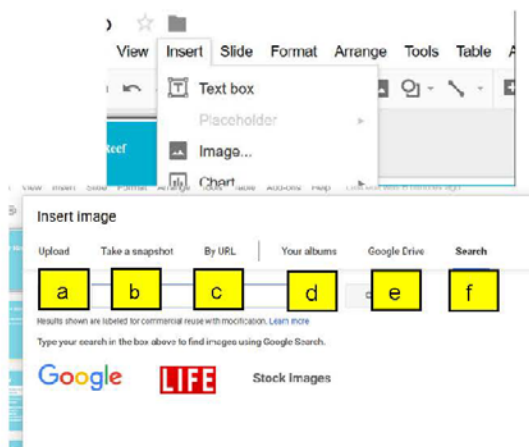 View Insert Slide Format Arrange Tools Table
Text box
Placeholder
Reef
Image...
Chart
Insert image
Upload Take a snapshot By URL Your albums Google Drive Search
a b c d e f
Results shown are labeled for commercial reuse with modification. Learn more
Type your search in the box above to find images using Google Search.
Google LIFE Stock Images